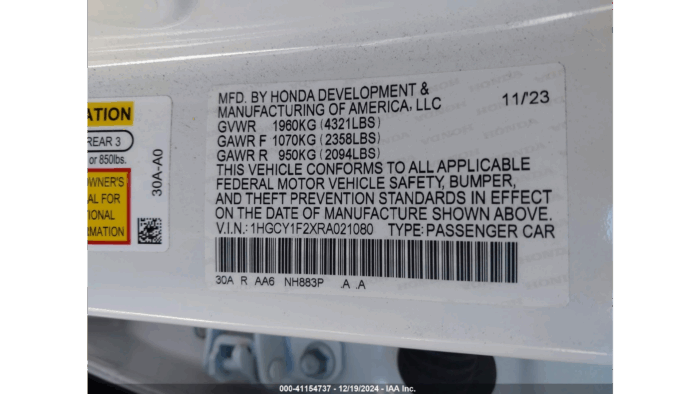 ATION
REAR 3
or 850lbs.
OWNER'S
AL FOR
IONAL
RMATION
30A-A0
MFD. BY HONDA DEVELOPMENT &
MANUFACTURING OF AMERICA, LLC
11/'23
GVWR 1960KG (4321LBS)
GAWR F 1070KG (2358LBS)
GAWR R 950KG (2094LBS)
THIS VEHICLE CONFORMS TO ALL APPLICABLE
FEDERAL MOTOR VEHICLE SAFETY, BUMPER,
AND THEFT PREVENTION STANDARDS IN EFFECT
ON THE DATE OF MANUFACTURE SHOWN ABOVE.
V.I.N.:1HGCY1F2XRA021080 TYPE:PASSENGER CAR
30A R AA6 NH883P .A .A
000-41154737 - 12/19/2024 - IAA Inc.